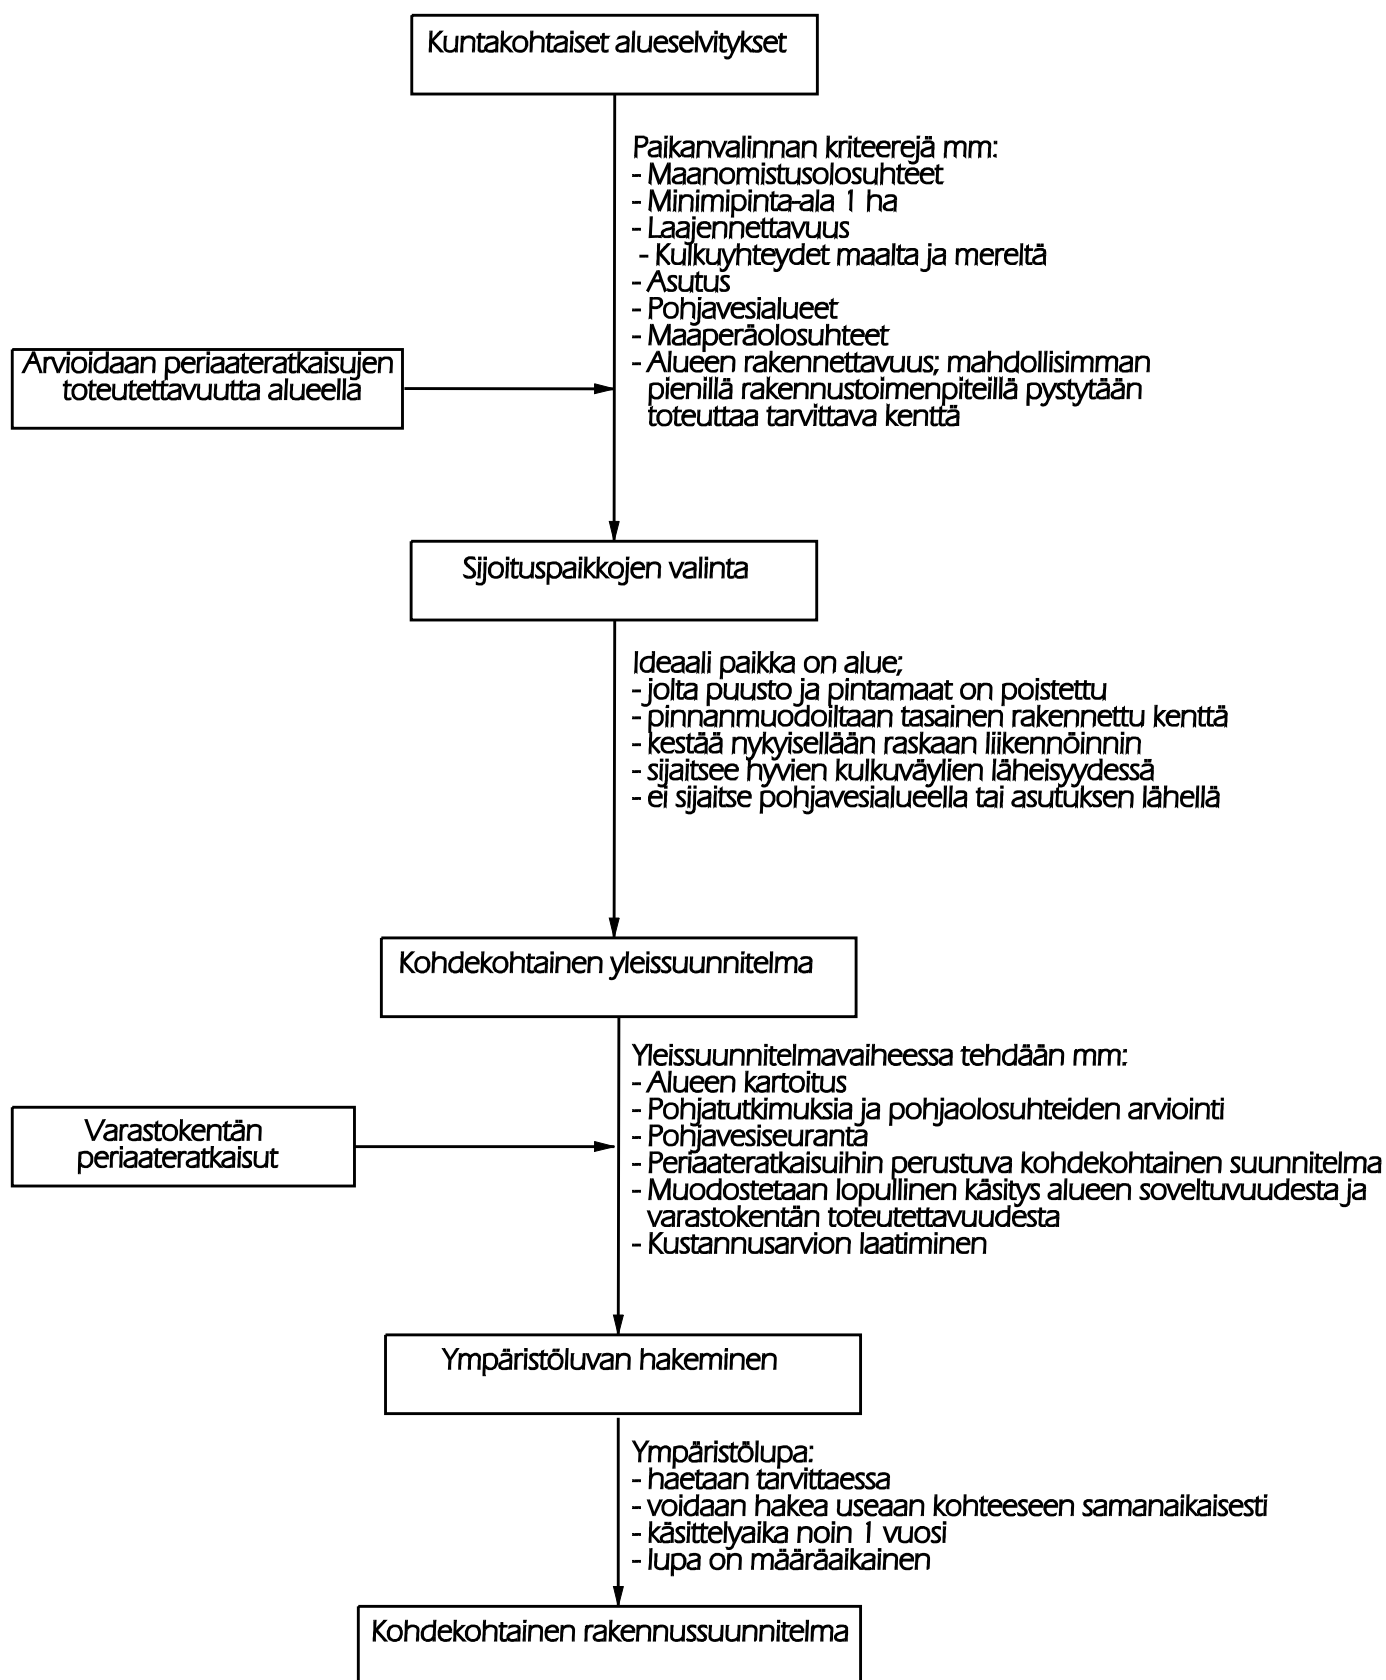 Kuntakohtaiset alueselvitykset
Paikanvalinnan kriteerejä mm:
- Maanomistusolosuhteet
- Minimipinta-ala 1 ha
- Laajennettavuus
- Kulkuyhteydet maalta ja mereltä
- Asutus
- Pohjavesialueet
- Maaperäolosuhteet
- Alueen rakennettavuus; mahdollisimman
pienillä rakennustoimenpiteillä pystytään
toteuttaa tarvittava kenttä
Arvioidaan periaateratkaisujen
toteutettavuutta alueella
Sijoituspaikkojen valinta
Ideaali paikka on alue;
- jolta puusto ja pintamaat on poistettu
- pinnanmuodoiltaan tasainen rakennettu kenttä
- kestää nykyisellään raskaan liikennöinnin
- sijaitsee hyvien kulkuväylien läheisyydessä
- ei sijaitse pohjavesialueella tai asutuksen lähellä
Kohdekohtainen yleissuunnitelma
Yleissuunnitelmavaiheessa tehdään mm:
- Alueen kartoitus
- Pohjatutkimuksia ja pohjaolosuhteiden arviointi
- Pohjavesiseuranta
- Periaateratkaisuihin perustuva kohdekohtainen suunnitelma
- Muodostetaan lopullinen käsitys alueen soveltuvuudesta ja
varastokentän toteutettavuudesta
- Kustannusarvion laatiminen
Varastokentän
periaateratkaisut
Ympäristöluvan hakeminen
Ympäristölupa:
- haetaan tarvittaessa
- voidaan hakea useaan kohteeseen samanaikaisesti
- käsittelyaika noin 1 vuosi
- lupa on määräaikainen
Kohdekohtainen rakennussuunnitelma